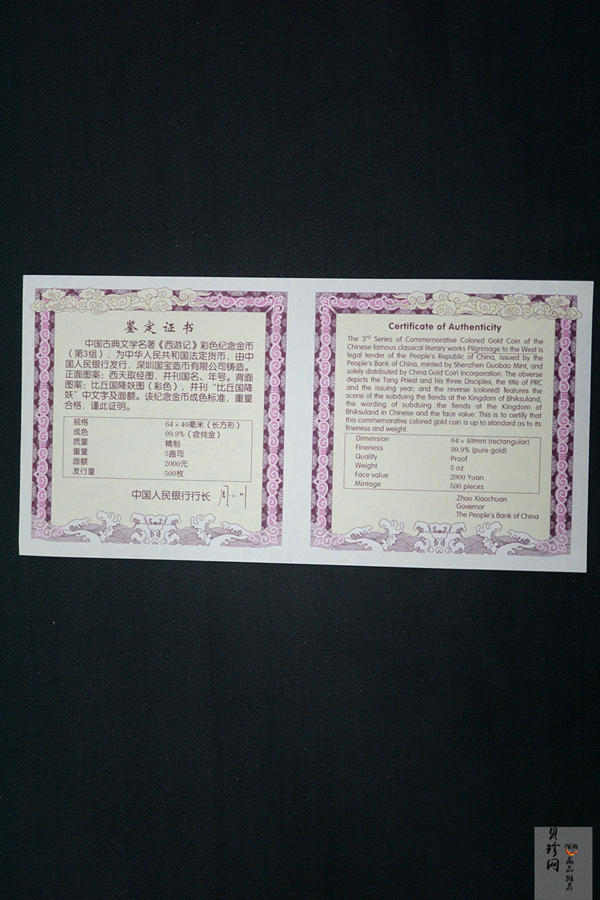 鉴定证书
中国古典文学名著《西游记》彩色纪念金币
（第3组），为中华人民共和国法定货币，由中
国人民银行发行，深圳国宝造币有限公司铸造。
正面图案：西天取经图，并刊国名、年号。背面
图案：比丘国降妖图（彩色），并刊“比丘国降
妖”中文字及面额。该纪念金币成色标准，重量
合格，谨此证明。
规格 64×40毫米（长方形）
成色 99.9%（含纯金）
质量 精制
重量 5盎司
面额 2000元
发行量 500枚
中国人民银行行长
Certificate of Authenticity
The 3rd Series of Commemorative Colored Gold Coin of the
Chinese famous classical literary works Pilgrimage to the West is
legal tender of the People's Republic of China, issued by the
People's Bank of China, minted by Shenzhen Guobao Mint, and
solely distributed by China Gold Coin Incorporation. The obverse
depicts the Tang Priest and his three Disciples, the title of PRC
and the issuing year; and the reverse (colored) features the
scene of the subduing the fiends at the Kingdom of Bhiksuland,
the wording of subduing the fiends at the Kingdom of
Bhiksuland in Chinese and the face value. This is to certify that
this commemorative colored gold coin is up to standard as to its
fineness and weight.
Dimension 64×40mm (rectangular)
Fineness 99.9% (pure gold)
Quality Proof
Weight 5 oz
Face value 2000 Yuan
Mintage 500 pieces
Zhou Xiaochuan
Governor
The People's Bank of China
贝珍网
藏品推荐